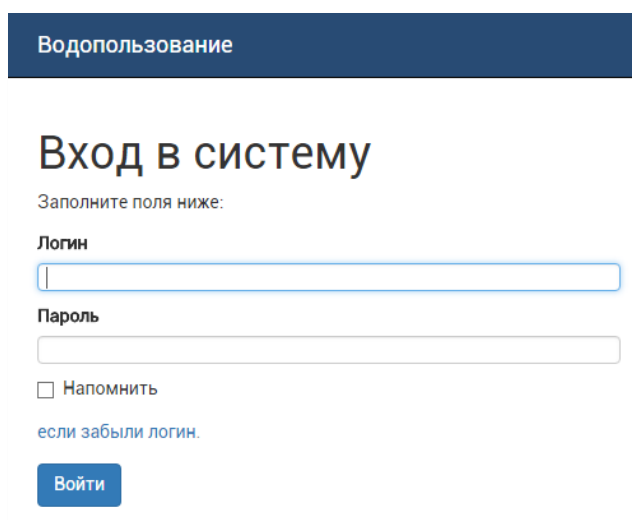 Водопользование
Вход в систему
Заполните поля ниже:
Логин
Пароль
Напомнить
если забыли логин.
Войти